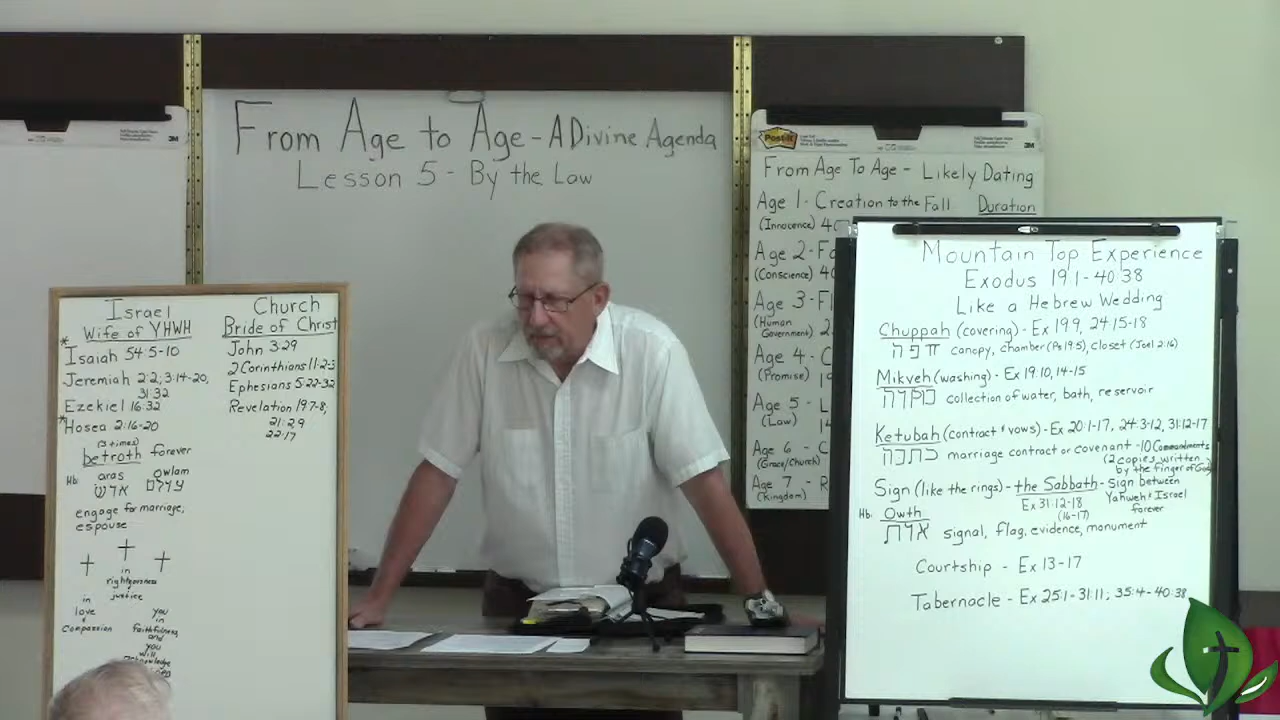 From Age to Age - A Divine Agenda
Lesson 5 - By the Law
Israel
Wife of YHWH
* Isaiah 54:5-10
Jeremiah 2:2, 3:14-20,
31:32
Ezekiel 16:32
* Hosea 2:16-20
(3 times)
betroth forever
aras owlam
Hb:
engage for marriage,
espouse
in
righteousness
in justice
in
love
compassion
you
in
faithfulness
and
you
will
acknowledge
Church
Bride of Christ
John 3:29
2 Corinthians 11:2-3
Ephesians 5:22-32
Revelation 19:7-8,
21:2,9
22:17
Post-it
3M
From Age To Age - Likely Dating
Age 1 - Creation to the Fall Duration
(Innocence)
Age 2 -
(Conscience)
Age 3 -
(Human
Government)
Age 4 -
(Promise)
Age 5 -
(Law)
Age 6 -
(Grace/Church)
Age 7 -
(Kingdom)
Mountain Top Experience
Exodus 19:1-40:38
Like a Hebrew Wedding
Chuppah (covering) - Ex 19:9, 24:15-18
חפה canopy, chamber (Ps 19:5), closet (Joel 2:16)
Mikveh (washing) - Ex 19:10, 14-15
מקוה collection of water, bath, reservoir
Ketubah (contract & vows) - Ex 20:1-17, 24:3-12, 31:12-17
כתבה marriage contract or covenant - 10 Commandments
(2 copies written
by the finger of God)
Sign (like the rings) - the Sabbath - sign between
Ex 31:12-18 Yahweh & Israel
(16-17) forever
Hb: Owth
אות signal, flag, evidence, monument
Courtship - Ex 13-17
Tabernacle - Ex 25:1-31:11; 35:4-40:38